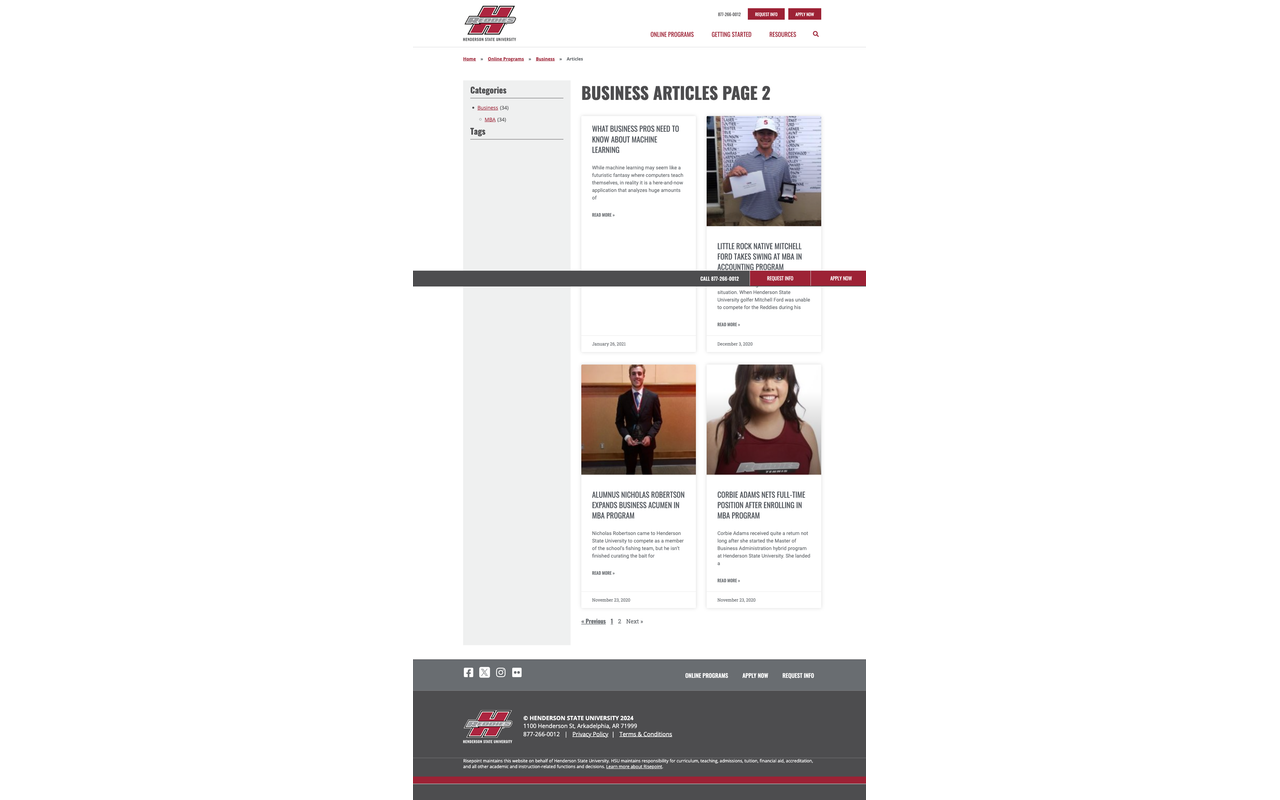 REDDIES
HENDERSON STATE UNIVERSITY
877-266-0012
REQUEST INFO
APPLY NOW
ONLINE PROGRAMS
GETTING STARTED
RESOURCES
Home » Online Programs » Business » Articles
Categories
Business (34)
MBA (34)
Tags
BUSINESS ARTICLES PAGE 2
WHAT BUSINESS PROS NEED TO
KNOW ABOUT MACHINE
LEARNING
While machine learning may seem like a
futuristic fantasy where computers teach
themselves, in reality it is a here-and-now
application that analyzes huge amounts
of
READ MORE »
January 26, 2021
LITTLE ROCK NATIVE MITCHELL
FORD TAKES SWING AT MBA IN
ACCOUNTING PROGRAM
CALL 877-266-0012
REQUEST INFO
APPLY NOW
situation. When Henderson State
University golfer Mitchell Ford was unable
to compete for the Reddies during his
READ MORE »
December 3, 2020
ALUMNUS NICHOLAS ROBERTSON
EXPANDS BUSINESS ACUMEN IN
MBA PROGRAM
Nicholas Robertson came to Henderson
State University to compete as a member
of the school's fishing team, but he isn't
finished curating the bait for
READ MORE »
November 23, 2020
CORBIE ADAMS NETS FULL-TIME
POSITION AFTER ENROLLING IN
MBA PROGRAM
Corbie Adams received quite a return not
long after she started the Master of
Business Administration hybrid program
at Henderson State University. She landed
a
READ MORE »
November 23, 2020
« Previous 1 2 Next »
ONLINE PROGRAMS
APPLY NOW
REQUEST INFO
REDDIES
HENDERSON STATE UNIVERSITY
© HENDERSON STATE UNIVERSITY 2024
1100 Henderson St, Arkadelphia, AR 71999
877-266-0012 | Privacy Policy | Terms & Conditions
Risepoint maintains this website on behalf of Henderson State University. HSU maintains responsibility for curriculum, teaching, admissions, tuition, financial aid, accreditation,
and all other academic and instruction-related functions and decisions. Learn more about Risepoint.